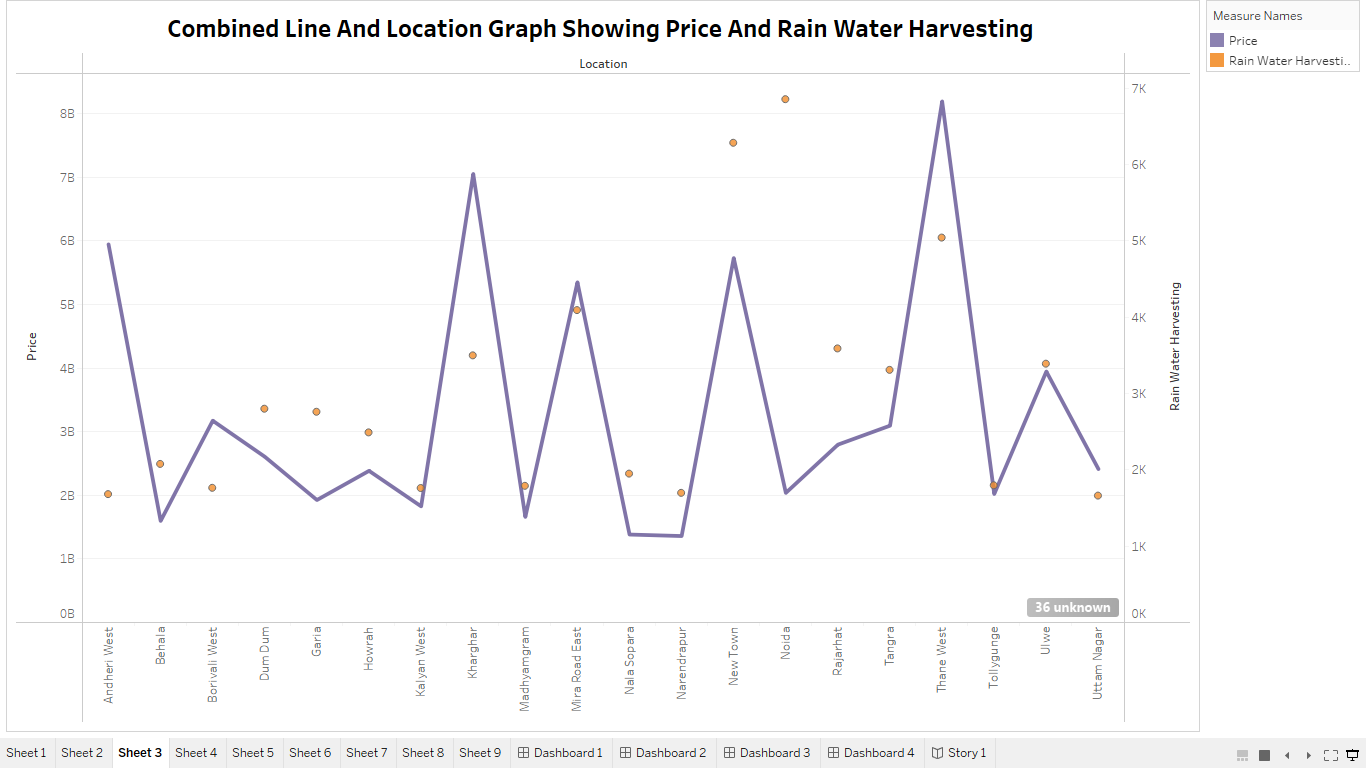 Combined Line And Location Graph Showing Price And Rain Water Harvesting
Measure Names
Price
Rain Water Harvesti..
Location
8B
7B
6B
5B
4B
3B
2B
1B
0B
Price
7K
6K
5K
4K
3K
2K
1K
0K
Rain Water Harvesting
36 unknown
Andheri West
Behala
Borivali West
Dum Dum
Garia
Howrah
Kalyan West
Kharghar
Madhyamgram
Mira Road East
Nala Sopara
Narendrapur
New Town
Noida
Rajarhat
Tangra
Thane West
Tollygunge
Ulwe
Uttam Nagar
Sheet 1 Sheet 2 Sheet 3 Sheet 4 Sheet 5 Sheet 6 Sheet 7 Sheet 8 Sheet 9 Dashboard 1 Dashboard 2 Dashboard 3 Dashboard 4 Story 1